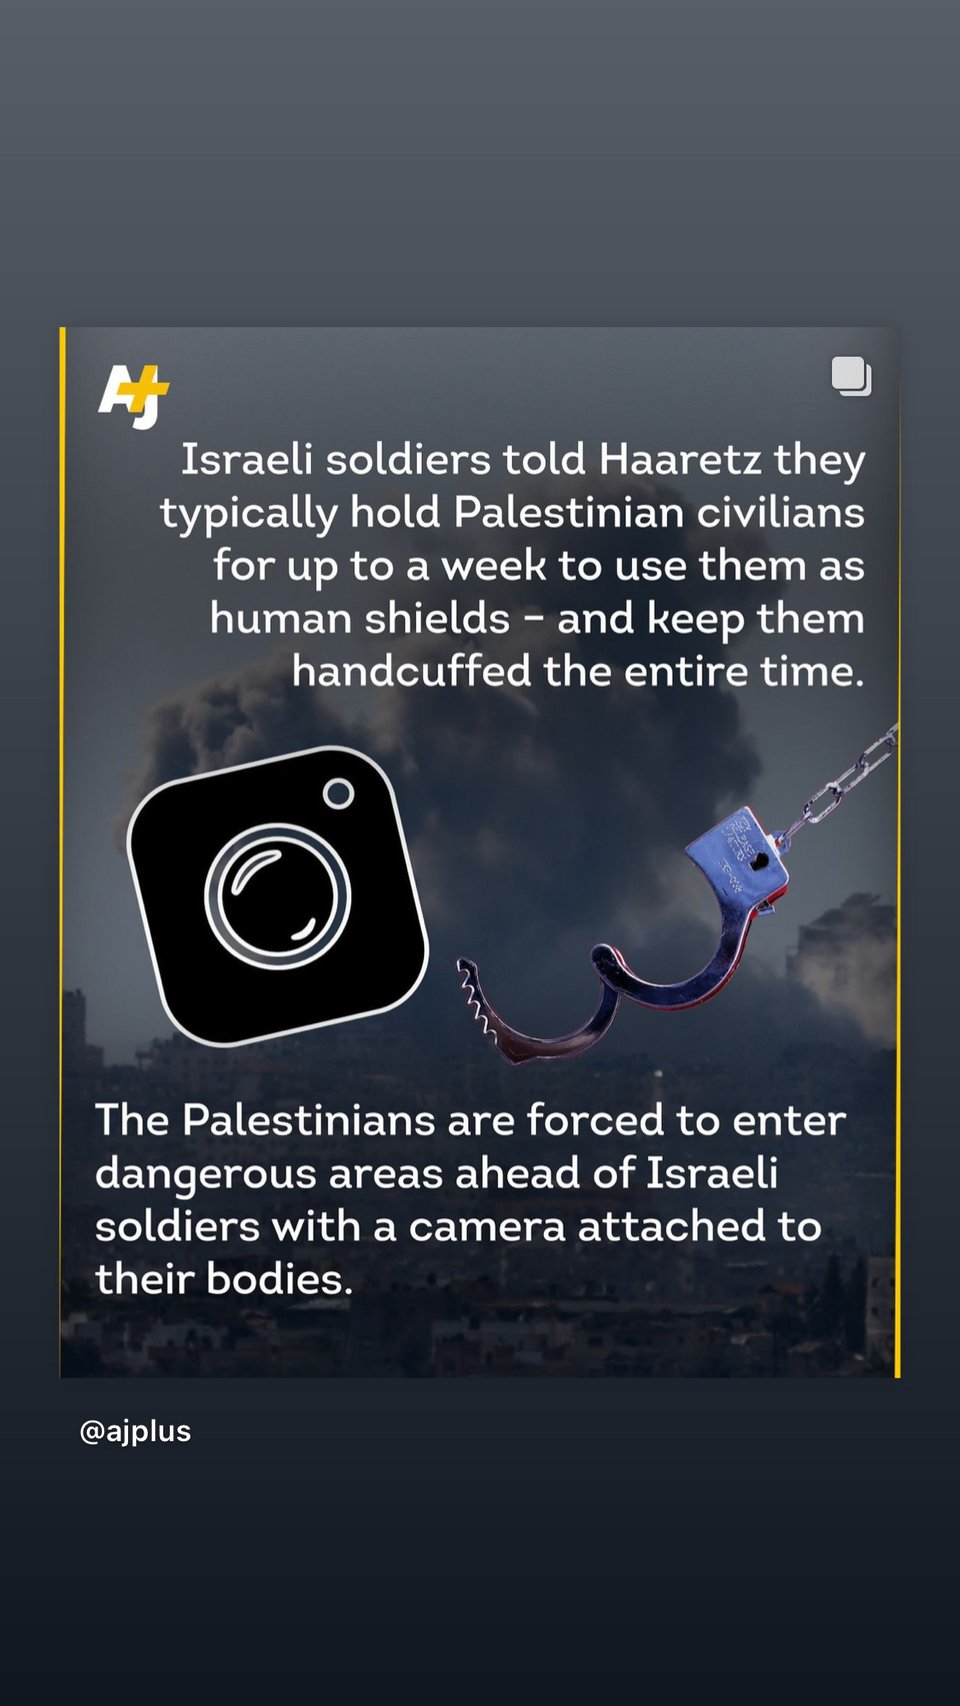 AJ+
Israeli soldiers told Haaretz they
typically hold Palestinian civilians
for up to a week to use them as
human shields – and keep them
handcuffed the entire time.
The Palestinians are forced to enter
dangerous areas ahead of Israeli
soldiers with a camera attached to
their bodies.
@ajplus